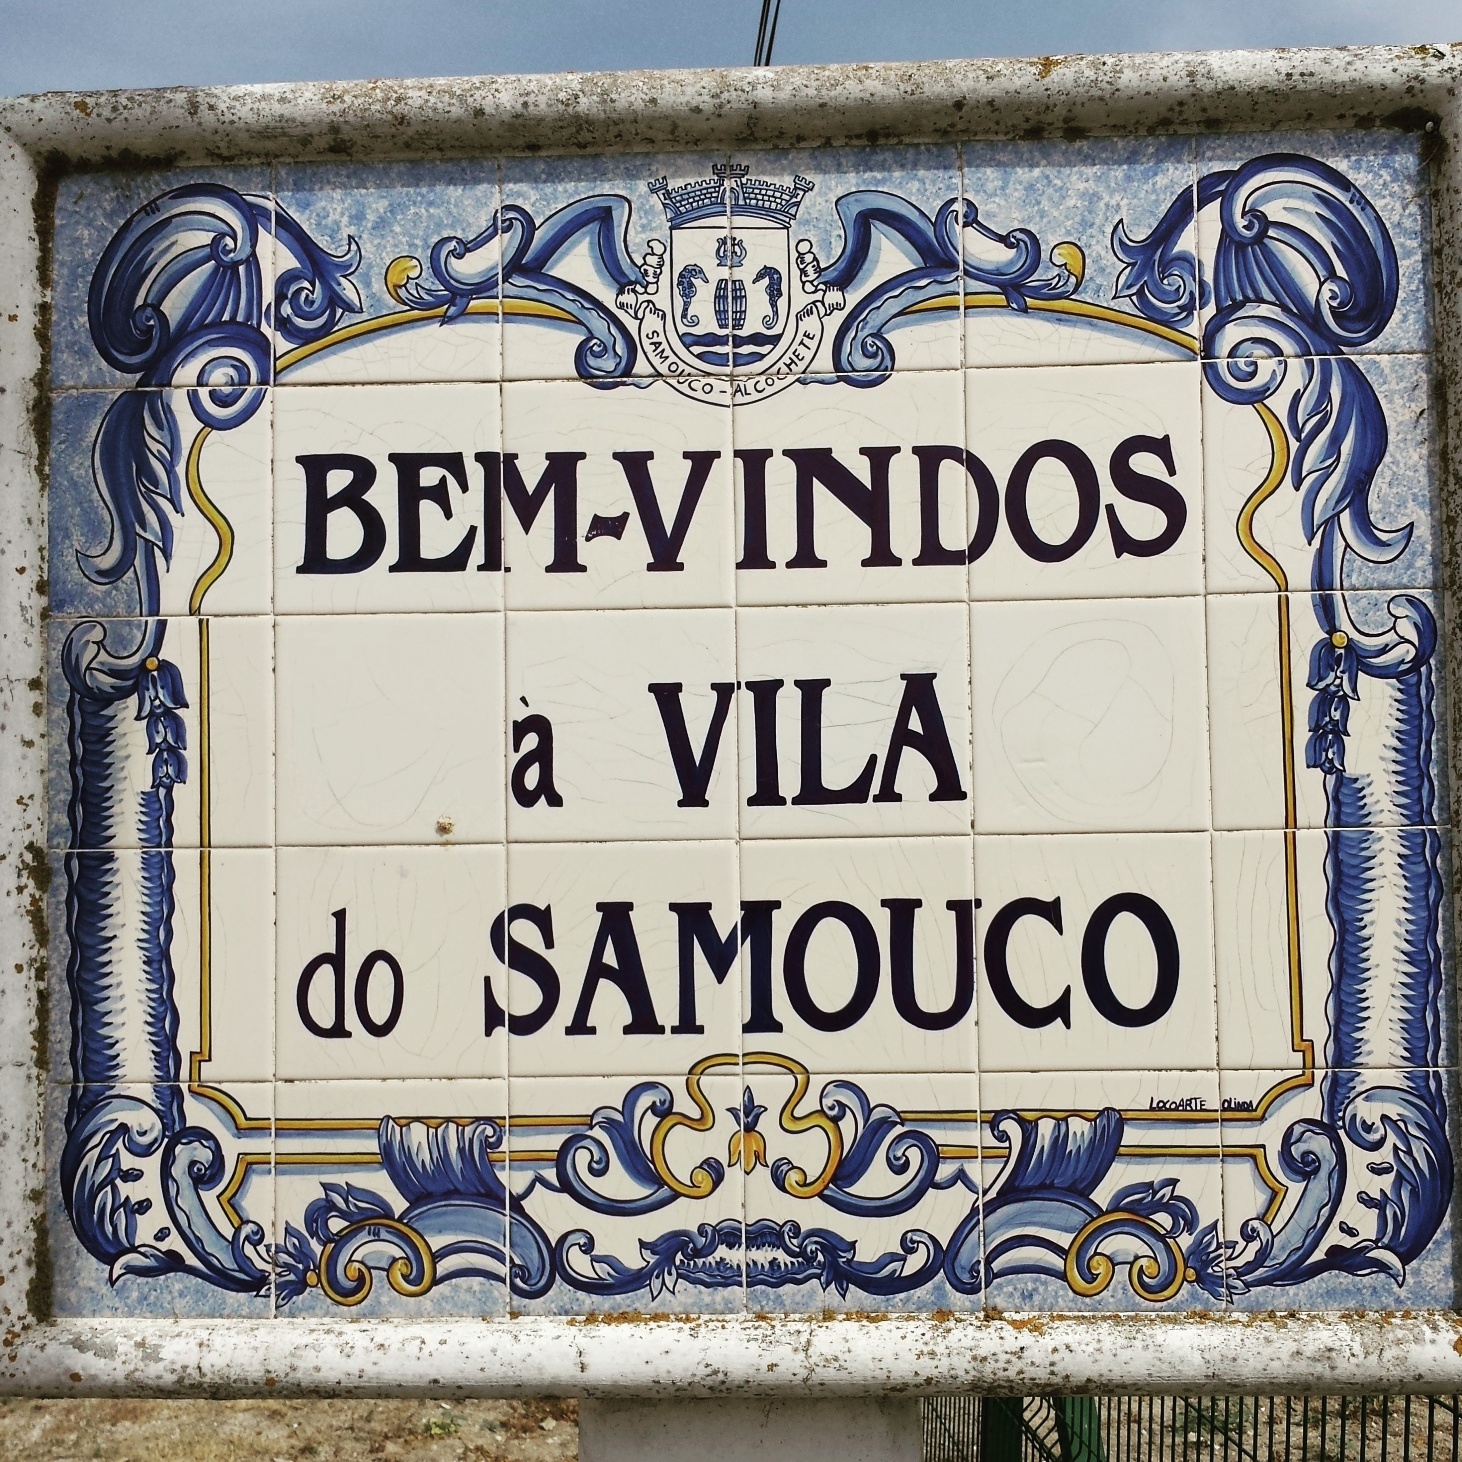 SAMOUCO - ALCOCHETE
BEM-VINDOS
à VILA
do SAMOUCO
LOCOARTE OLINDA